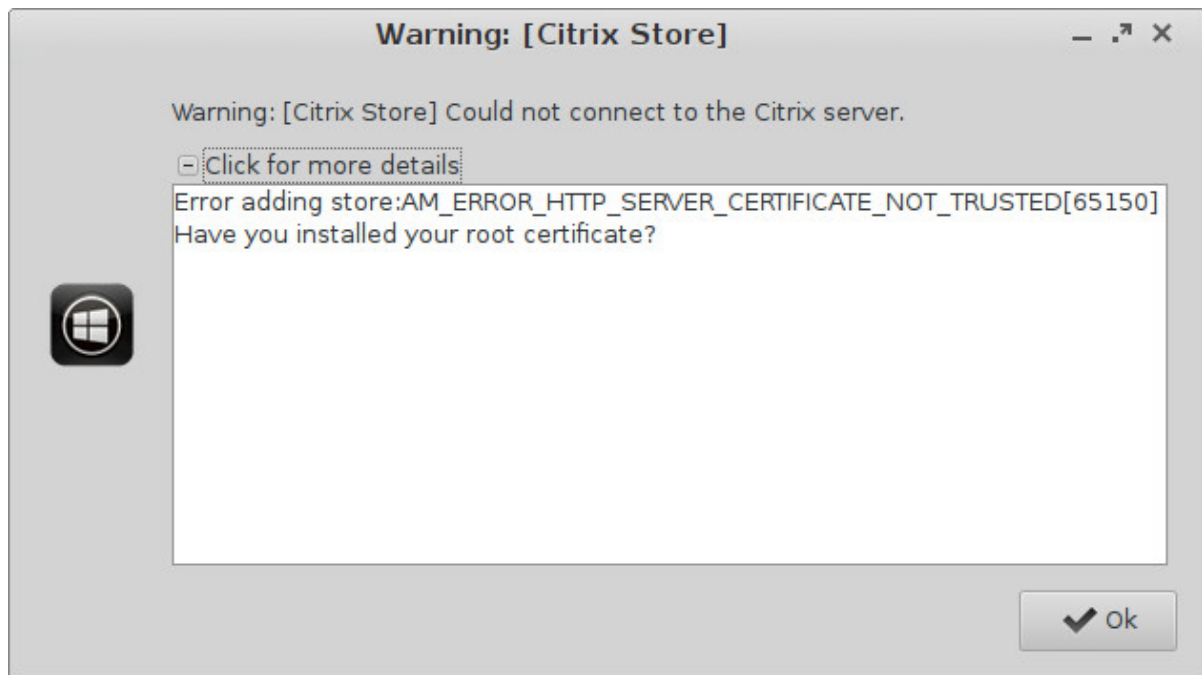 Warning: [Citrix Store]
Warning: [Citrix Store] Could not connect to the Citrix server.
Click for more details
Error adding store:AM_ERROR_HTTP_SERVER_CERTIFICATE_NOT_TRUSTED[65150]
Have you installed your root certificate?
Ok